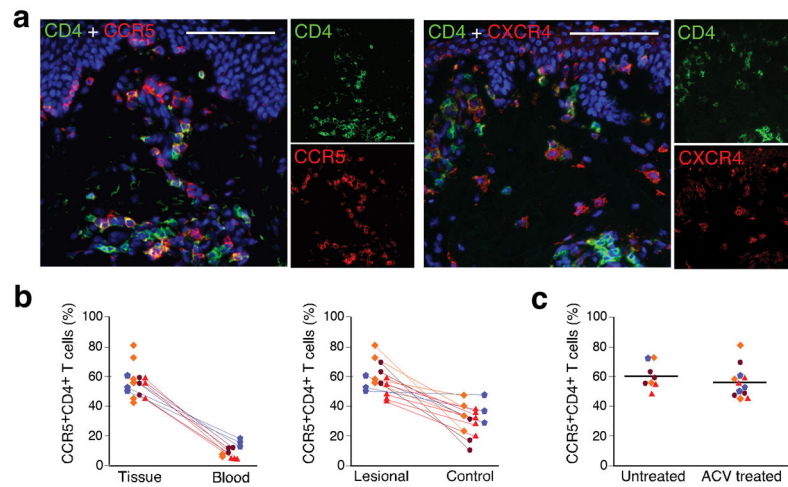 a
CD4 + CCR5
CD4
CCR5
CD4 + CXCR4
CD4
CXCR4
b
CCR5+CD4+ T cells (%)
100
80
60
40
20
0
Tissue Blood
CCR5+CD4+ T cells (%)
100
80
60
40
20
0
Lesional Control
c
CCR5+CD4+ T cells (%)
100
80
60
40
20
0
Untreated ACV treated